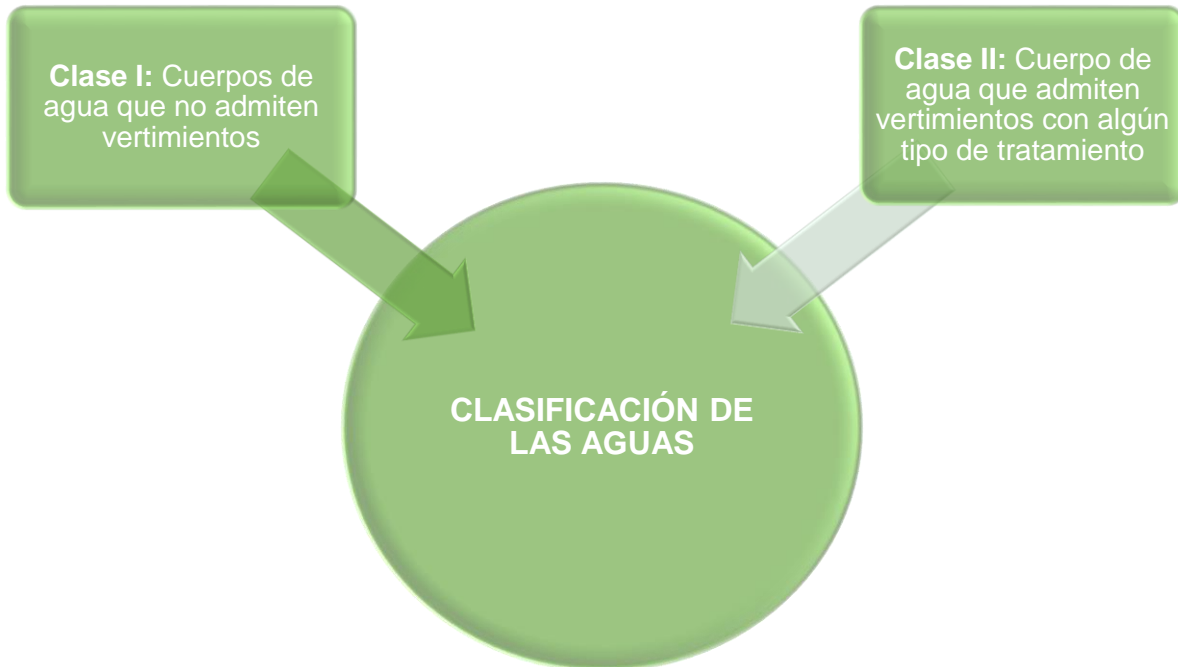 Clase I: Cuerpos de
agua que no admiten
vertimientos
Clase II: Cuerpo de
agua que admiten
vertimientos con algún
tipo de tratamiento
CLASIFICACIÓN DE
LAS AGUAS